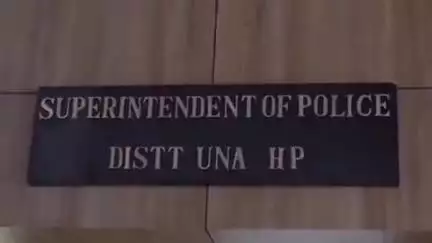 SUPERINTENDENT OF POLICE
DISTT UNA HP